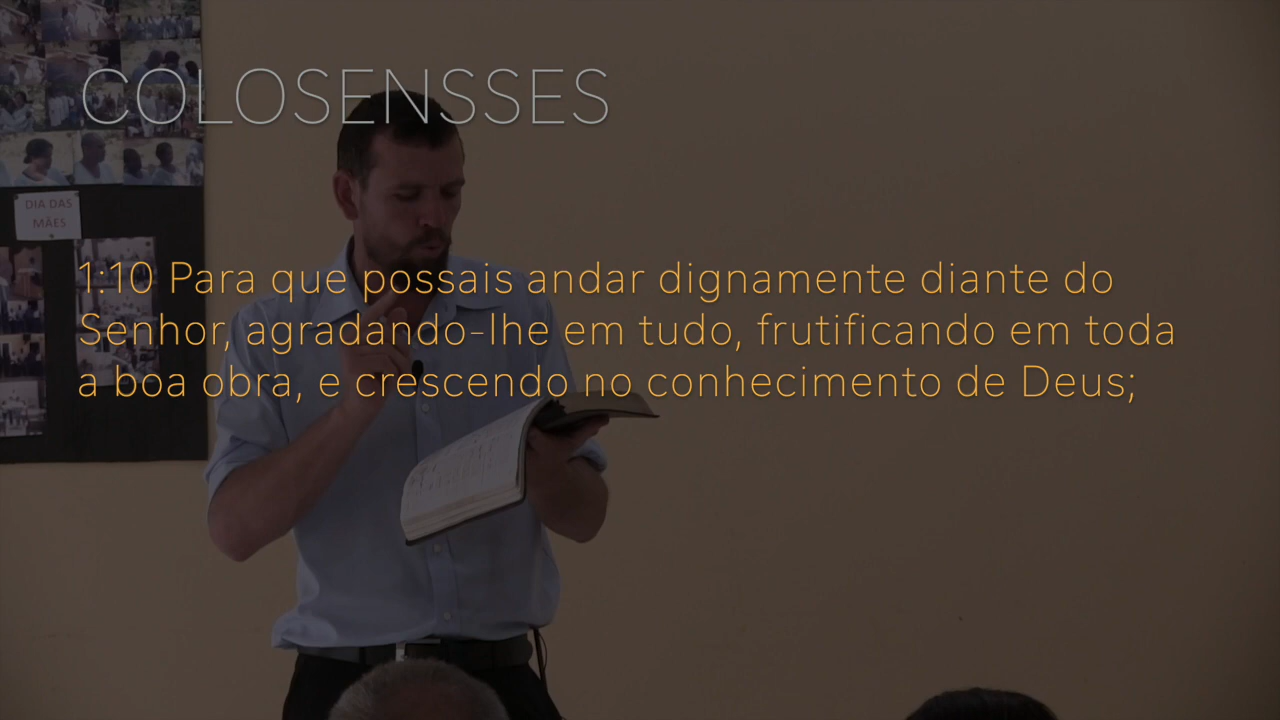 COLOSENSSES
DIA DAS
MÃES
1:10 Para que possais andar dignamente diante do
Senhor, agradando-lhe em tudo, frutificando em toda
a boa obra, e crescendo no conhecimento de Deus;